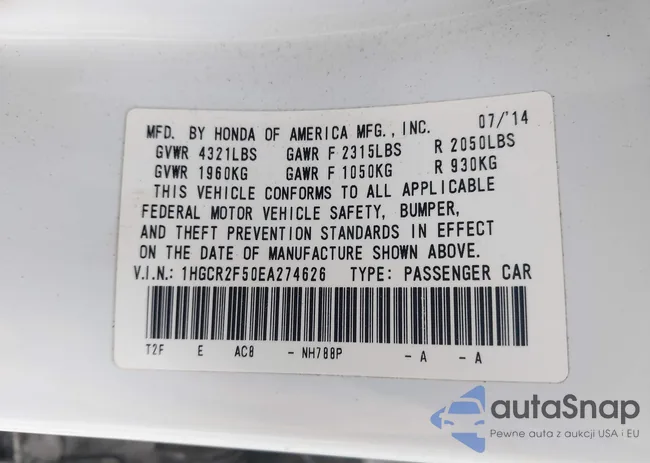 MFD. BY HONDA OF AMERICA MFG., INC. 07/'14
GVWR 4321LBS GAWR F 2315LBS R 2050LBS
GVWR 1960KG GAWR F 1050KG R 930KG
THIS VEHICLE CONFORMS TO ALL APPLICABLE
FEDERAL MOTOR VEHICLE SAFETY, BUMPER,
AND THEFT PREVENTION STANDARDS IN EFFECT
ON THE DATE OF MANUFACTURE SHOWN ABOVE.
V.I.N.: 1HGCR2F50EA274626 TYPE: PASSENGER CAR
T2F E AC0 - NH788P - A - A
autoSnap
Pewne auta z aukcji USA i EU